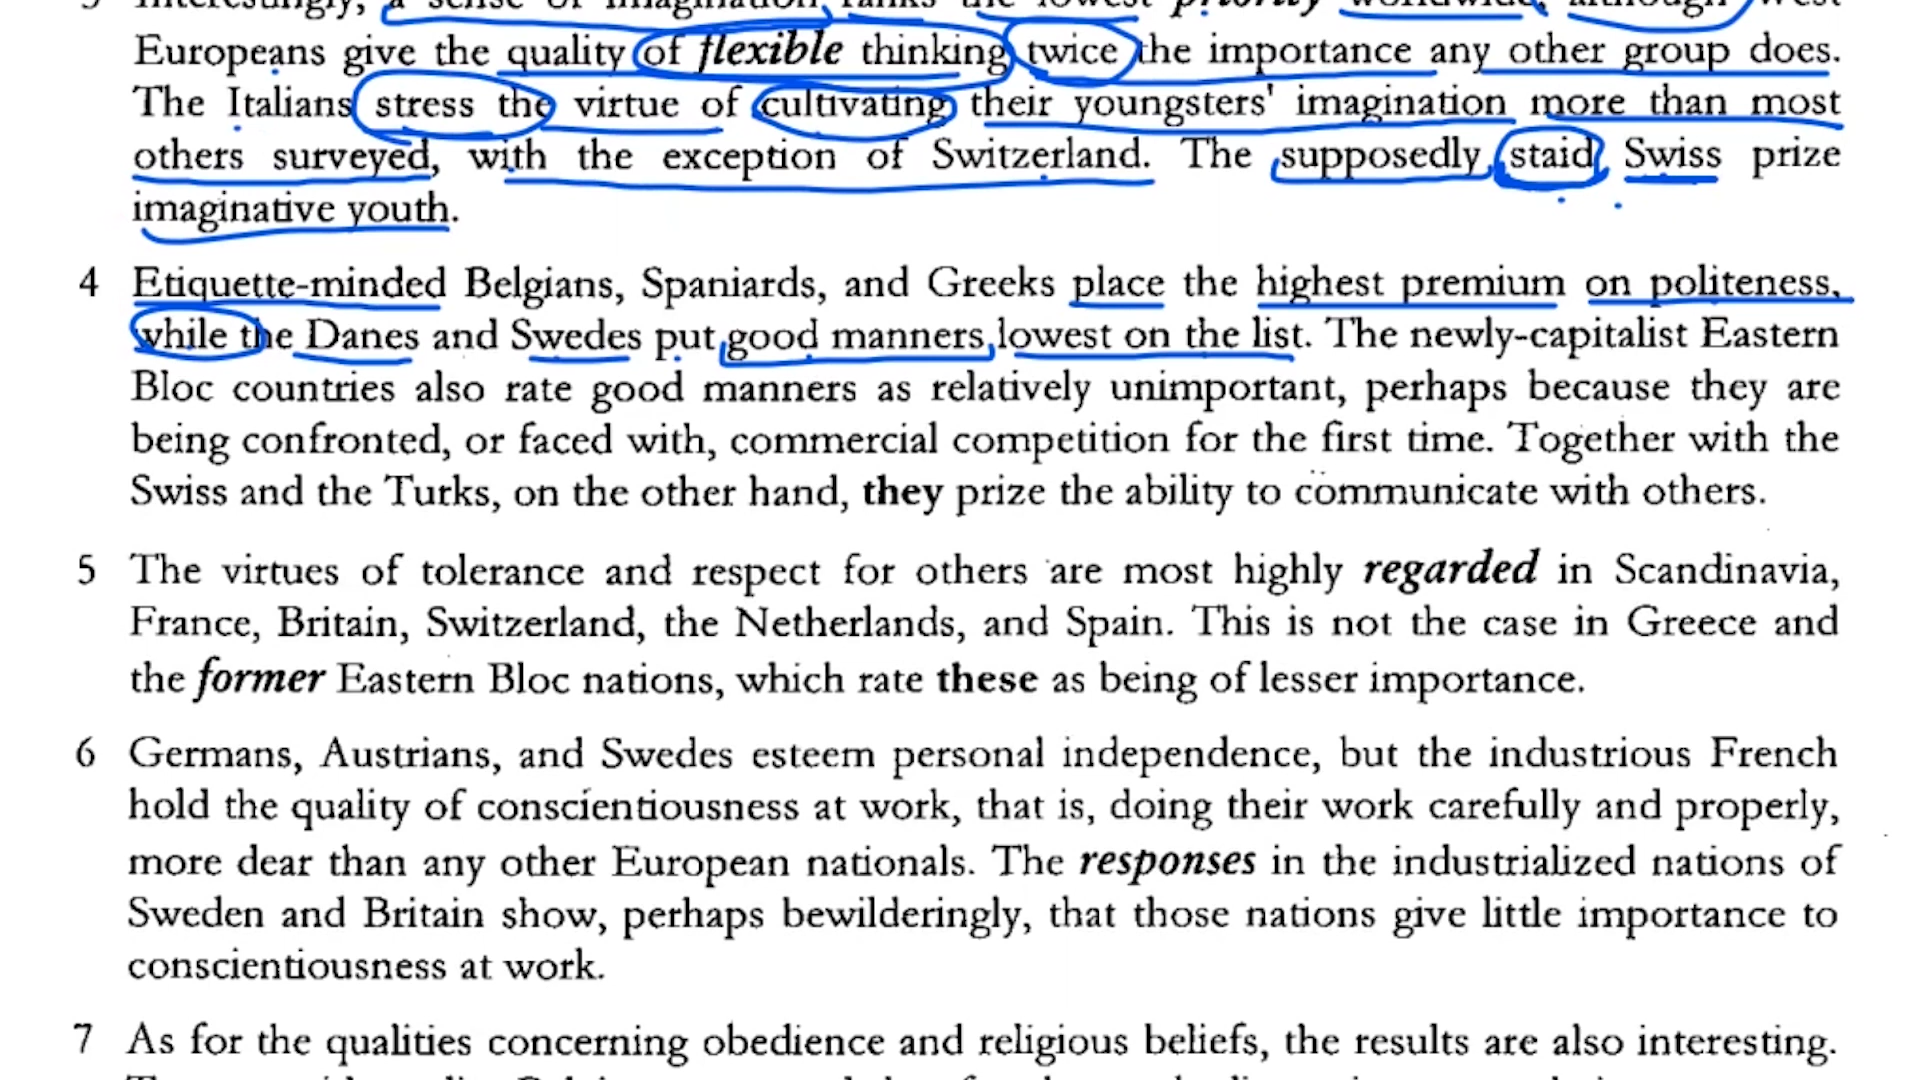 Interestingly, a sense of imagination ranks the lowest priority worldwide, although West
Europeans give the quality of flexible thinking twice the importance any other group does.
The Italians stress the virtue of cultivating their youngsters' imagination more than most
others surveyed, with the exception of Switzerland. The supposedly staid Swiss prize
imaginative youth.
4 Etiquette-minded Belgians, Spaniards, and Greeks place the highest premium on politeness,
while the Danes and Swedes put good manners lowest on the list. The newly-capitalist Eastern
Bloc countries also rate good manners as relatively unimportant, perhaps because they are
being confronted, or faced with, commercial competition for the first time. Together with the
Swiss and the Turks, on the other hand, they prize the ability to communicate with others.
5 The virtues of tolerance and respect for others are most highly regarded in Scandinavia,
France, Britain, Switzerland, the Netherlands, and Spain. This is not the case in Greece and
the former Eastern Bloc nations, which rate these as being of lesser importance.
6 Germans, Austrians, and Swedes esteem personal independence, but the industrious French
hold the quality of conscientiousness at work, that is, doing their work carefully and properly,
more dear than any other European nationals. The responses in the industrialized nations of
Sweden and Britain show, perhaps bewilderingly, that those nations give little importance to
conscientiousness at work.
7 As for the qualities concerning obedience and religious beliefs, the results are also interesting.